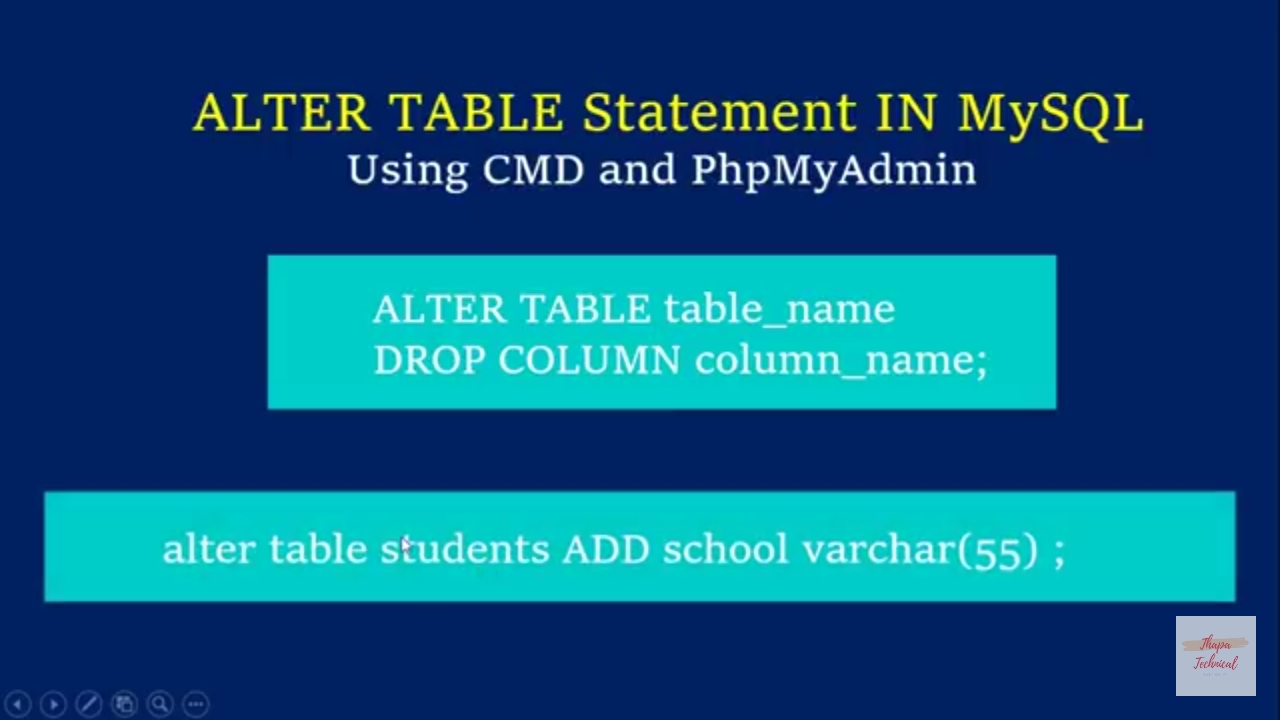 ALTER TABLE Statement IN MySQL
Using CMD and PhpMyAdmin
ALTER TABLE table_name
DROP COLUMN column_name;
alter table students ADD school varchar(55) ;
Thapa
Technical